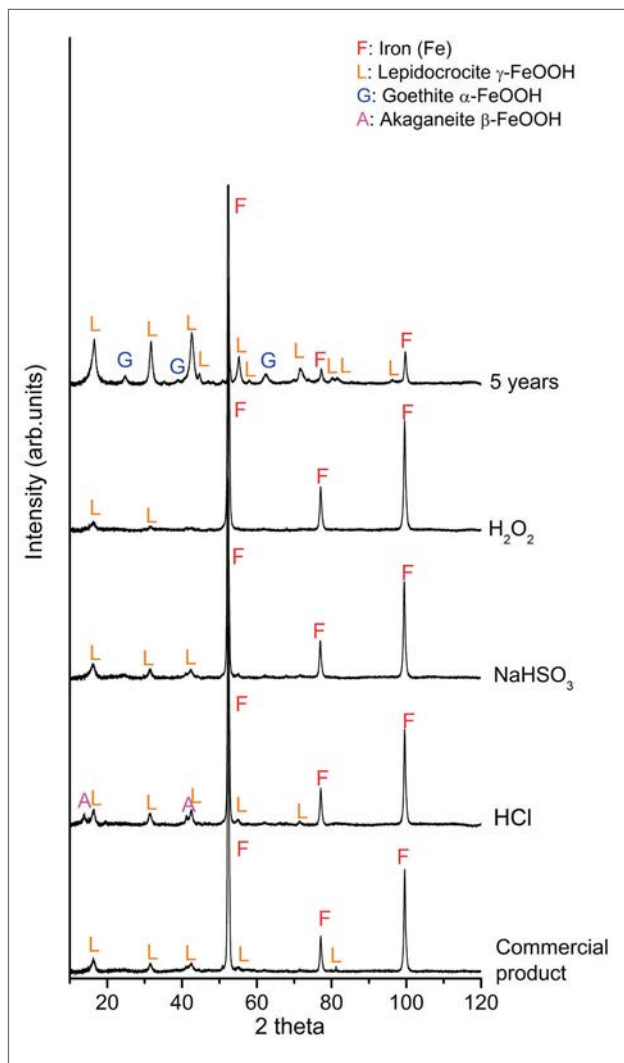 F: Iron (Fe)
L: Lepidocrocite γ-FeOOH
G: Goethite α-FeOOH
A: Akaganeite β-FeOOH
Intensity (arb.units)
F
L G L G L L L L G L F L L L F
5 years
F
L L F F
H₂O₂
F
L L L F F
NaHSO₃
F
A L L A L L L F F
HCl
F
L L L L F L F
Commercial
product
20 40 60 80 100 120
2 theta